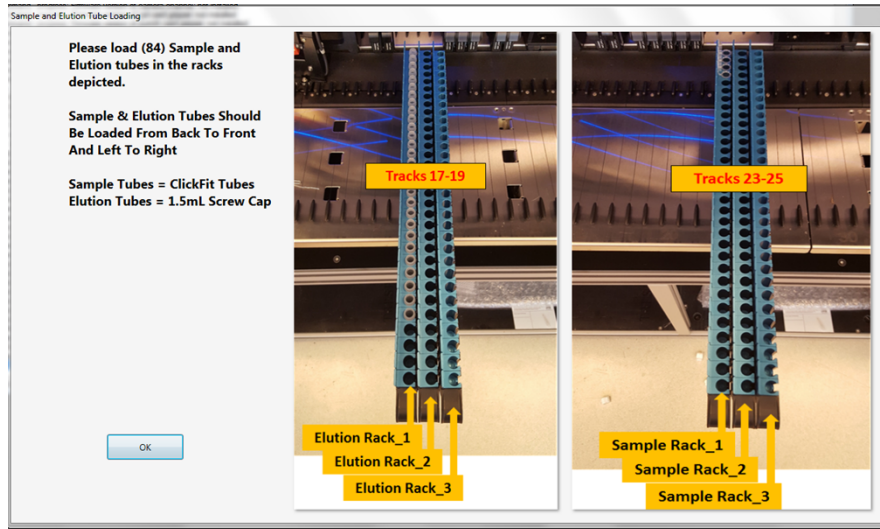 Sample and Elution Tube Loading
Please load (84) Sample and
Elution tubes in the racks
depicted.
Sample & Elution Tubes Should
Be Loaded From Back To Front
And Left To Right
Sample Tubes = ClickFit Tubes
Elution Tubes = 1.5mL Screw Cap
OK
Tracks 17-19
Elution Rack_1
Elution Rack_2
Elution Rack_3
Tracks 23-25
Sample Rack_1
Sample Rack_2
Sample Rack_3